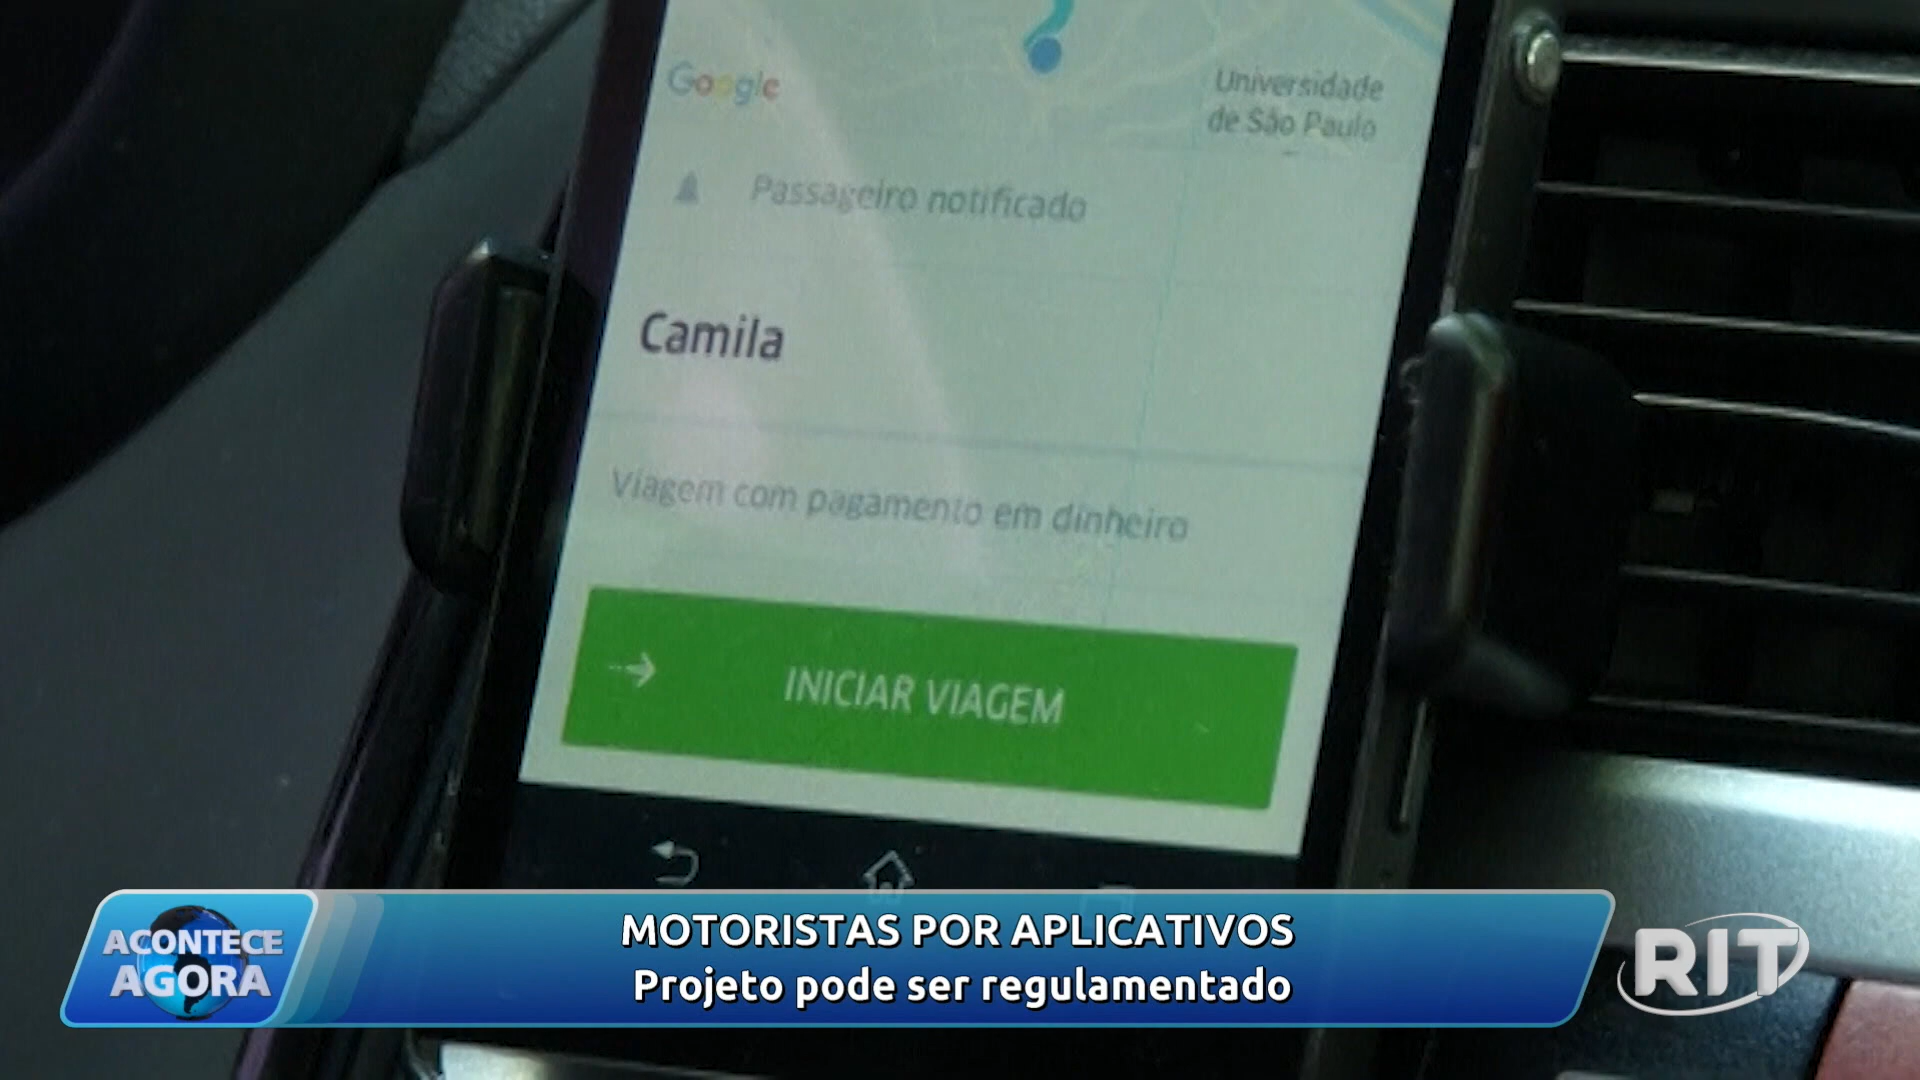 Google
Universidade
de São Paulo
Passageiro notificado
Camila
Viagem com pagamento em dinheiro
INICIAR VIAGEM
ACONTECE
AGORA
MOTORISTAS POR APLICATIVOS
Projeto pode ser regulamentado
RIT